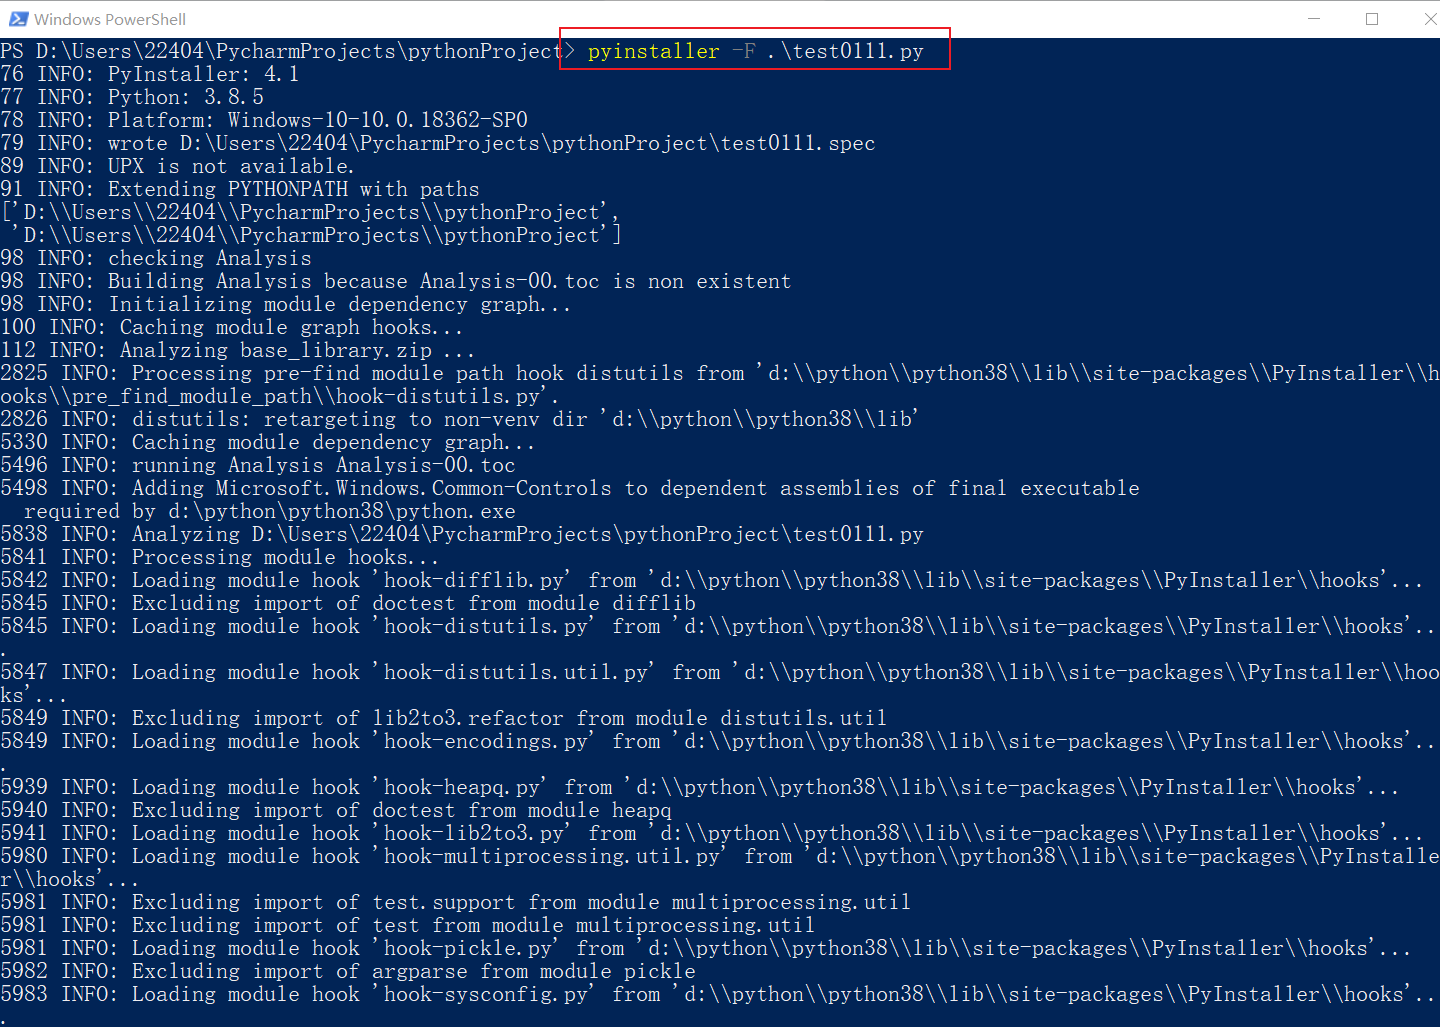 Windows PowerShell
PS D:\Users\22404\PycharmProjects\pythonProject> pyinstaller -F .\test0111.py
76 INFO: PyInstaller: 4.1
77 INFO: Python: 3.8.5
78 INFO: Platform: Windows-10-10.0.18362-SP0
79 INFO: wrote D:\Users\22404\PycharmProjects\pythonProject\test0111.spec
89 INFO: UPX is not available.
91 INFO: Extending PYTHONPATH with paths
['D:\\Users\\22404\\PycharmProjects\\pythonProject',
 'D:\\Users\\22404\\PycharmProjects\\pythonProject']
98 INFO: checking Analysis
98 INFO: Building Analysis because Analysis-00.toc is non existent
98 INFO: Initializing module dependency graph...
100 INFO: Caching module graph hooks...
112 INFO: Analyzing base_library.zip ...
2825 INFO: Processing pre-find module path hook distutils from 'd:\\python\\python38\\lib\\site-packages\\PyInstaller\\h
ooks\\pre_find_module_path\\hook-distutils.py'.
2826 INFO: distutils: retargeting to non-venv dir 'd:\\python\\python38\\lib'
5330 INFO: Caching module dependency graph...
5496 INFO: running Analysis Analysis-00.toc
5498 INFO: Adding Microsoft.Windows.Common-Controls to dependent assemblies of final executable
  required by d:\python\python38\python.exe
5838 INFO: Analyzing D:\Users\22404\PycharmProjects\pythonProject\test0111.py
5841 INFO: Processing module hooks...
5842 INFO: Loading module hook 'hook-difflib.py' from 'd:\\python\\python38\\lib\\site-packages\\PyInstaller\\hooks'...
5845 INFO: Excluding import of doctest from module difflib
5845 INFO: Loading module hook 'hook-distutils.py' from 'd:\\python\\python38\\lib\\site-packages\\PyInstaller\\hooks'..
.
5847 INFO: Loading module hook 'hook-distutils.util.py' from 'd:\\python\\python38\\lib\\site-packages\\PyInstaller\\hoo
ks'...
5849 INFO: Excluding import of lib2to3.refactor from module distutils.util
5849 INFO: Loading module hook 'hook-encodings.py' from 'd:\\python\\python38\\lib\\site-packages\\PyInstaller\\hooks'..
.
5939 INFO: Loading module hook 'hook-heapq.py' from 'd:\\python\\python38\\lib\\site-packages\\PyInstaller\\hooks'...
5940 INFO: Excluding import of doctest from module heapq
5941 INFO: Loading module hook 'hook-lib2to3.py' from 'd:\\python\\python38\\lib\\site-packages\\PyInstaller\\hooks'...
5980 INFO: Loading module hook 'hook-multiprocessing.util.py' from 'd:\\python\\python38\\lib\\site-packages\\PyInstalle
r\\hooks'...
5981 INFO: Excluding import of test.support from module multiprocessing.util
5981 INFO: Excluding import of test from module multiprocessing.util
5981 INFO: Loading module hook 'hook-pickle.py' from 'd:\\python\\python38\\lib\\site-packages\\PyInstaller\\hooks'...
5982 INFO: Excluding import of argparse from module pickle
5983 INFO: Loading module hook 'hook-sysconfig.py' from 'd:\\python\\python38\\lib\\site-packages\\PyInstaller\\hooks'..
.